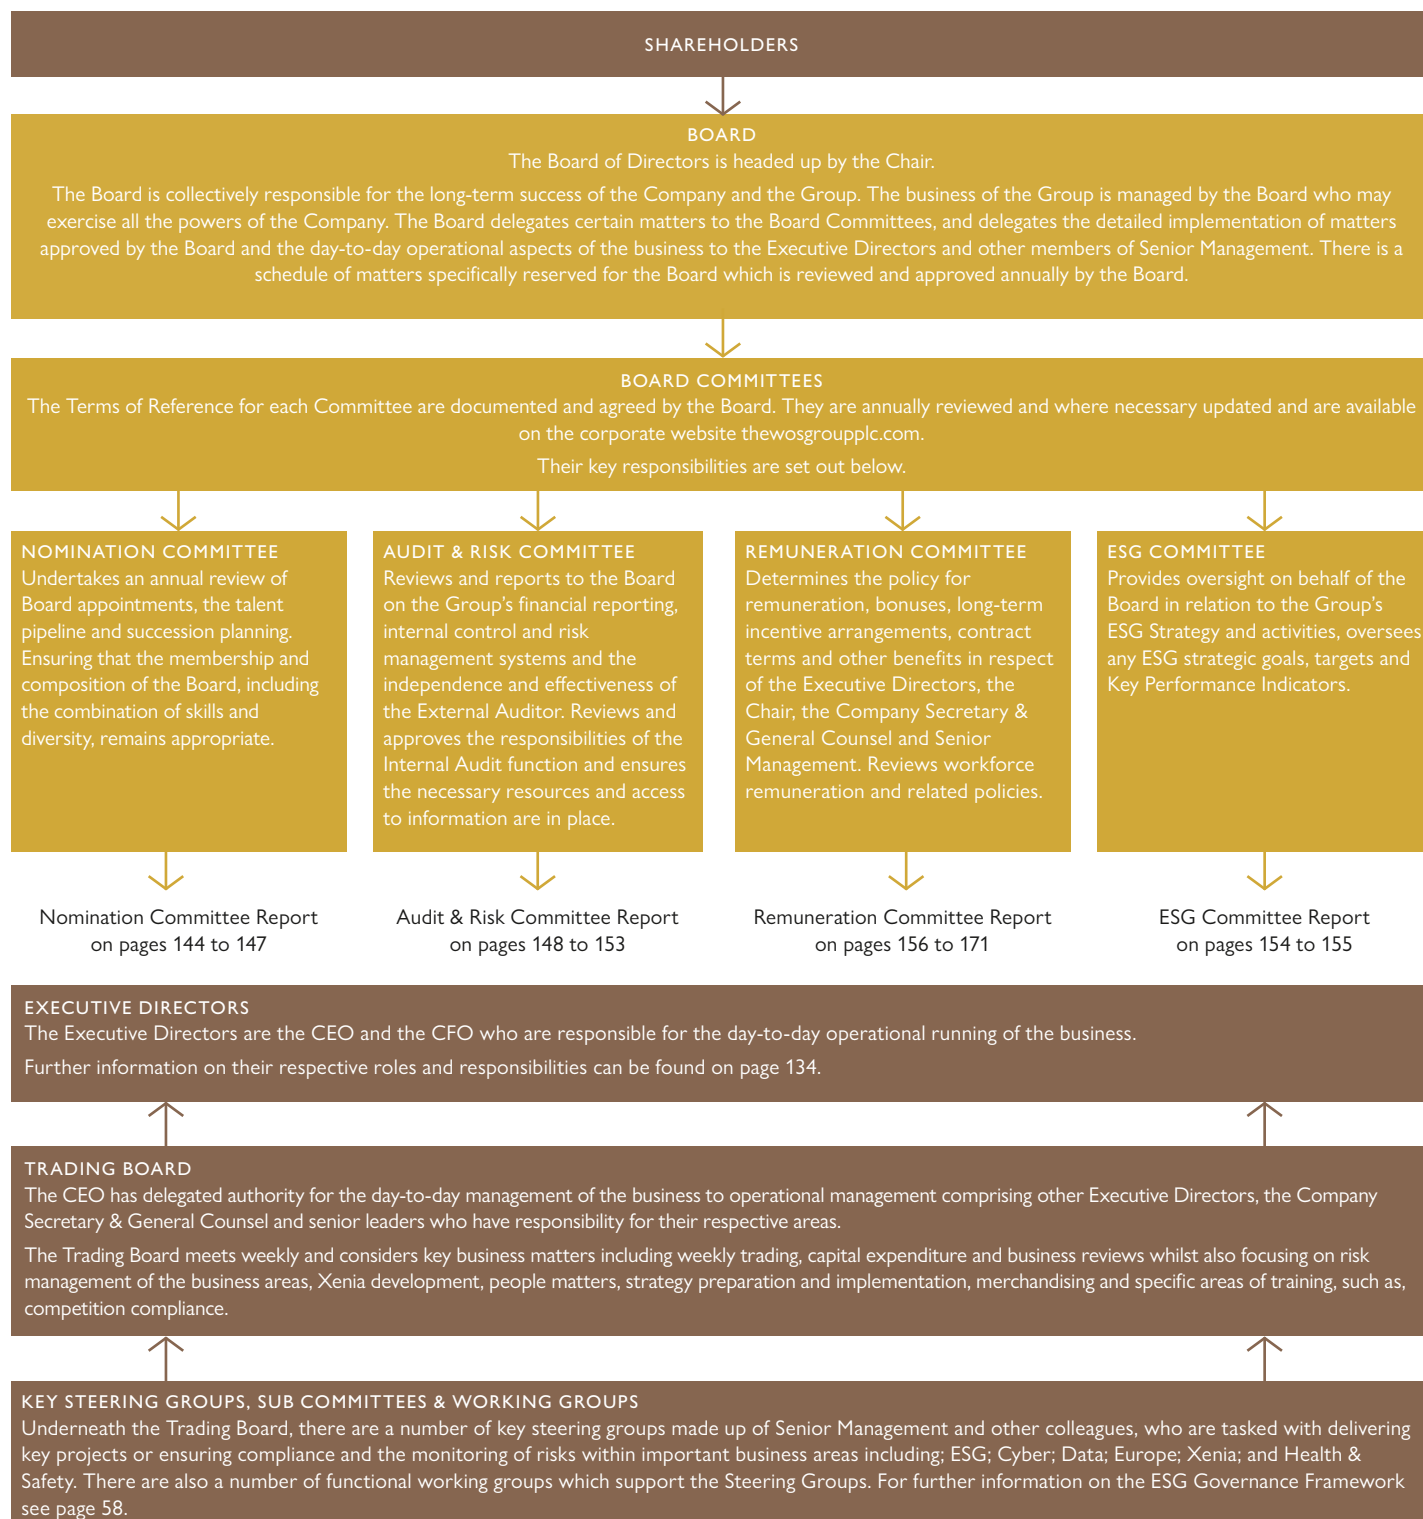 SHAREHOLDERS
BOARD
The Board of Directors is headed up by the Chair.
The Board is collectively responsible for the long-term success of the Company and the Group. The business of the Group is managed by the Board who may
exercise all the powers of the Company. The Board delegates certain matters to the Board Committees, and delegates the detailed implementation of matters
approved by the Board and the day-to-day operational aspects of the business to the Executive Directors and other members of Senior Management. There is a
schedule of matters specifically reserved for the Board which is reviewed and approved annually by the Board.
BOARD COMMITTEES
The Terms of Reference for each Committee are documented and agreed by the Board. They are annually reviewed and where necessary updated and are available
on the corporate website thewosgroupplc.com.
Their key responsibilities are set out below.
NOMINATION COMMITTEE
Undertakes an annual review of
Board appointments, the talent
pipeline and succession planning.
Ensuring that the membership and
composition of the Board, including
the combination of skills and
diversity, remains appropriate.
AUDIT & RISK COMMITTEE
Reviews and reports to the Board
on the Group's financial reporting,
internal control and risk
management systems and the
independence and effectiveness of
the External Auditor. Reviews and
approves the responsibilities of the
Internal Audit function and ensures
the necessary resources and access
to information are in place.
REMUNERATION COMMITTEE
Determines the policy for
remuneration, bonuses, long-term
incentive arrangements, contract
terms and other benefits in respect
of the Executive Directors, the
Chair, the Company Secretary &
General Counsel and Senior
Management. Reviews workforce
remuneration and related policies.
ESG COMMITTEE
Provides oversight on behalf of the
Board in relation to the Group's
ESG Strategy and activities, oversees
any ESG strategic goals, targets and
Key Performance Indicators.
Nomination Committee Report
on pages 144 to 147
Audit & Risk Committee Report
on pages 148 to 153
Remuneration Committee Report
on pages 156 to 171
ESG Committee Report
on pages 154 to 155
EXECUTIVE DIRECTORS
The Executive Directors are the CEO and the CFO who are responsible for the day-to-day operational running of the business.
Further information on their respective roles and responsibilities can be found on page 134.
TRADING BOARD
The CEO has delegated authority for the day-to-day management of the business to operational management comprising other Executive Directors, the Company
Secretary & General Counsel and senior leaders who have responsibility for their respective areas.
The Trading Board meets weekly and considers key business matters including weekly trading, capital expenditure and business reviews whilst also focusing on risk
management of the business areas, Xenia development, people matters, strategy preparation and implementation, merchandising and specific areas of training, such as,
competition compliance.
KEY STEERING GROUPS, SUB COMMITTEES & WORKING GROUPS
Underneath the Trading Board, there are a number of key steering groups made up of Senior Management and other colleagues, who are tasked with delivering
key projects or ensuring compliance and the monitoring of risks within important business areas including; ESG; Cyber; Data; Europe; Xenia; and Health &
Safety. There are also a number of functional working groups which support the Steering Groups. For further information on the ESG Governance Framework
see page 58.